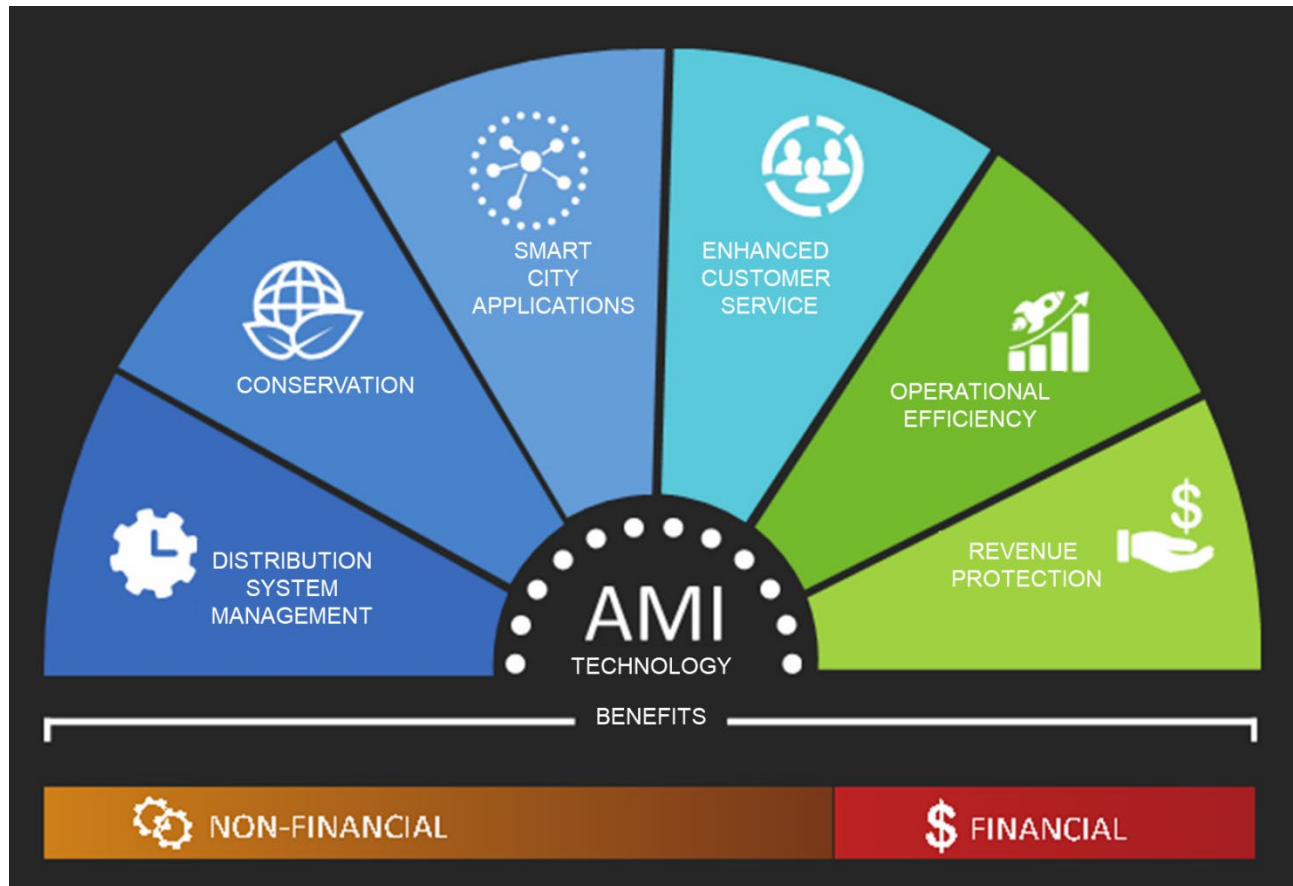 SMART
CITY
APPLICATIONS
ENHANCED
CUSTOMER
SERVICE
CONSERVATION
OPERATIONAL
EFFICIENCY
DISTRIBUTION
SYSTEM
MANAGEMENT
$
REVENUE
PROTECTION
AMI
TECHNOLOGY
BENEFITS
NON-FINANCIAL
$ FINANCIAL